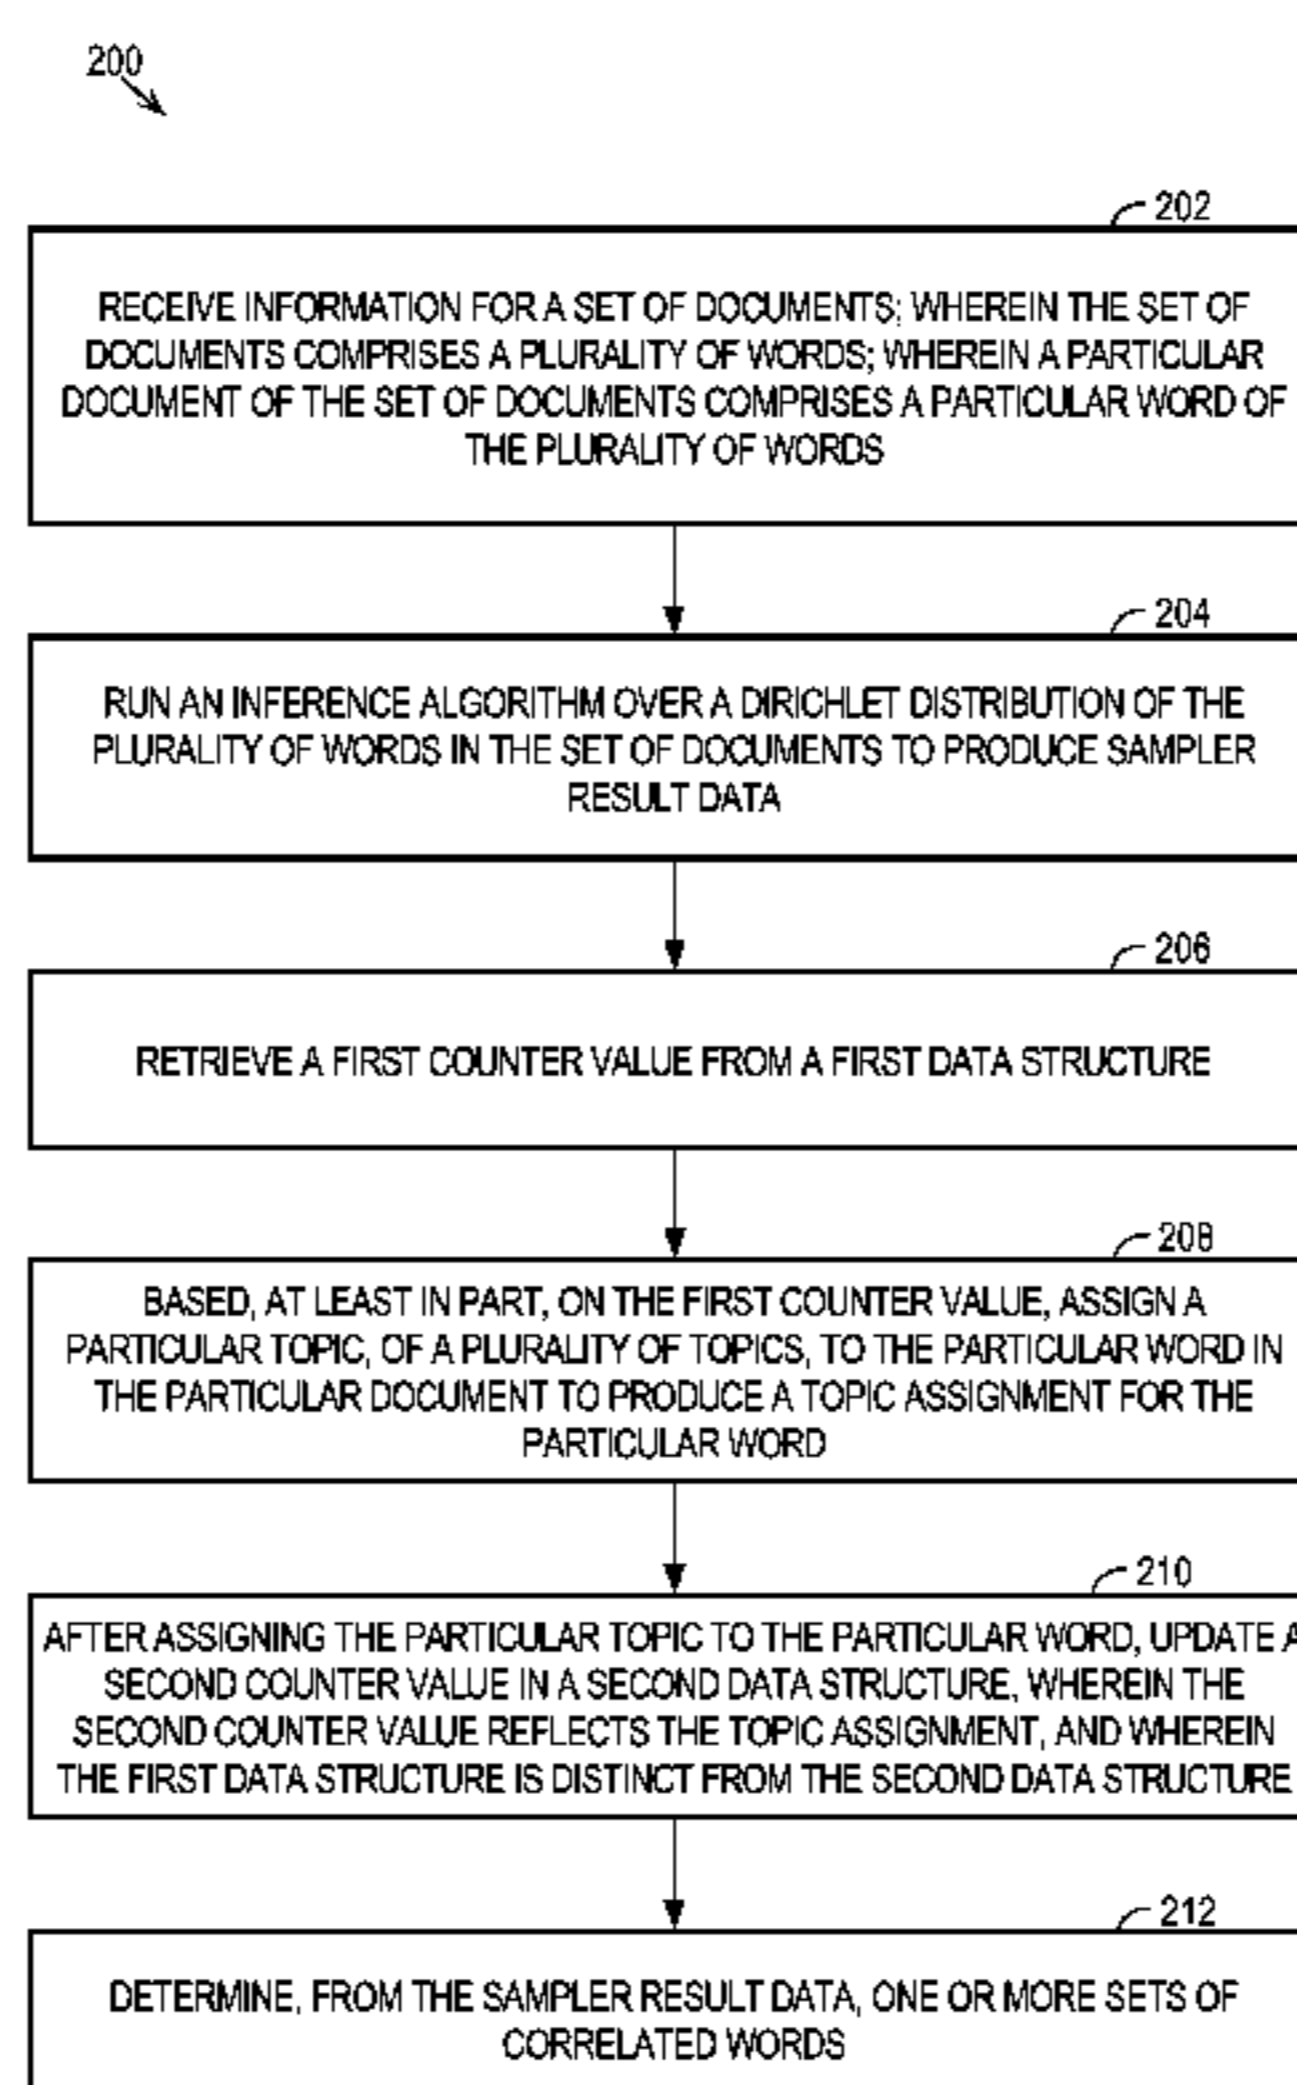 200
202
RECEIVE INFORMATION FOR A SET OF DOCUMENTS; WHEREIN THE SET OF
DOCUMENTS COMPRISES A PLURALITY OF WORDS; WHEREIN A PARTICULAR
DOCUMENT OF THE SET OF DOCUMENTS COMPRISES A PARTICULAR WORD OF
THE PLURALITY OF WORDS
204
RUN AN INFERENCE ALGORITHM OVER A DIRICHLET DISTRIBUTION OF THE
PLURALITY OF WORDS IN THE SET OF DOCUMENTS TO PRODUCE SAMPLER
RESULT DATA
206
RETRIEVE A FIRST COUNTER VALUE FROM A FIRST DATA STRUCTURE
208
BASED, AT LEAST IN PART, ON THE FIRST COUNTER VALUE, ASSIGN A
PARTICULAR TOPIC, OF A PLURALITY OF TOPICS, TO THE PARTICULAR WORD IN
THE PARTICULAR DOCUMENT TO PRODUCE A TOPIC ASSIGNMENT FOR THE
PARTICULAR WORD
210
AFTER ASSIGNING THE PARTICULAR TOPIC TO THE PARTICULAR WORD, UPDATE A
SECOND COUNTER VALUE IN A SECOND DATA STRUCTURE, WHEREIN THE
SECOND COUNTER VALUE REFLECTS THE TOPIC ASSIGNMENT, AND WHEREIN
THE FIRST DATA STRUCTURE IS DISTINCT FROM THE SECOND DATA STRUCTURE
212
DETERMINE, FROM THE SAMPLER RESULT DATA, ONE OR MORE SETS OF
CORRELATED WORDS